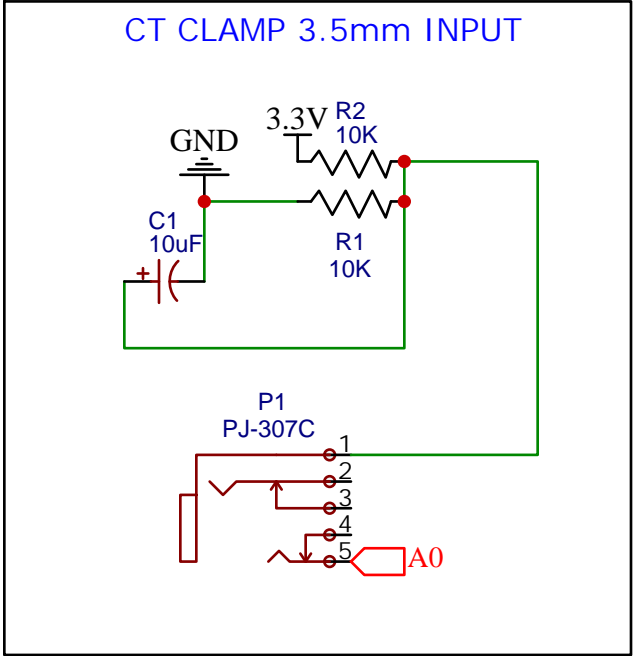 CT CLAMP 3.5mm INPUT
3.3V
R2
10K
GND
C1
10uF
+
R1
10K
P1
PJ-307C
1
2
3
4
5
A0